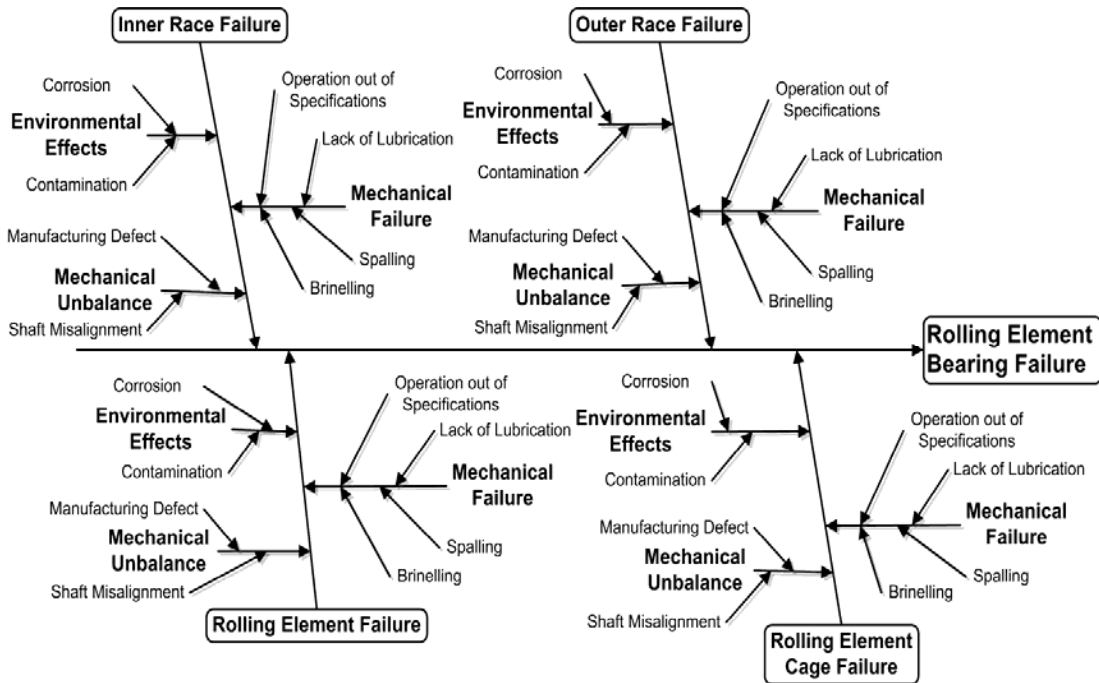 Inner Race Failure
Corrosion
Operation out of
Specifications
Environmental
Effects
Lack of Lubrication
Contamination
Mechanical
Failure
Manufacturing Defect
Spalling
Mechanical
Unbalance
Brinelling
Shaft Misalignment
Outer Race Failure
Corrosion
Operation out of
Specifications
Environmental
Effects
Lack of Lubrication
Contamination
Mechanical
Failure
Manufacturing Defect
Spalling
Mechanical
Unbalance
Brinelling
Shaft Misalignment
Rolling Element
Bearing Failure
Corrosion
Operation out of
Specifications
Environmental
Effects
Lack of Lubrication
Contamination
Mechanical
Failure
Manufacturing Defect
Mechanical
Unbalance
Spalling
Brinelling
Shaft Misalignment
Rolling Element Failure
Corrosion
Environmental
Effects
Operation out of
Specifications
Contamination
Lack of Lubrication
Mechanical
Failure
Manufacturing Defect
Mechanical
Unbalance
Spalling
Brinelling
Shaft Misalignment
Rolling Element
Cage Failure